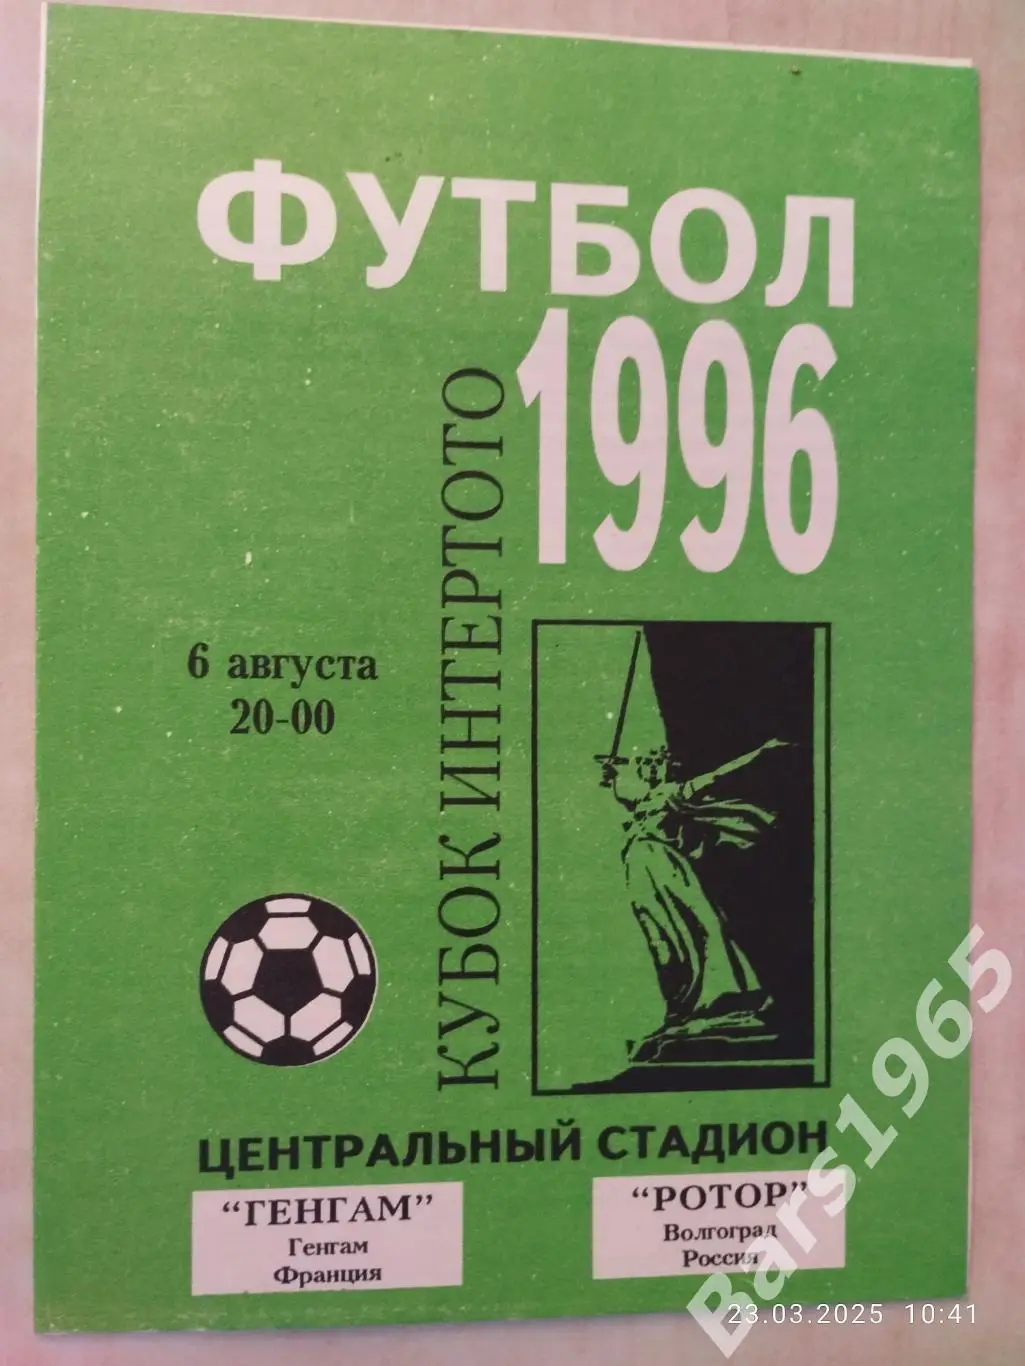 ФУТБОЛ
1996
КУБОК ИНТЕРТОТО
6 августа
20-00
ЦЕНТРАЛЬНЫЙ СТАДИОН
"ГЕНГАМ"
Генгам
Франция
"РОТОР"
Волгоград
Россия
Bars1965
23.03.2025 10:41